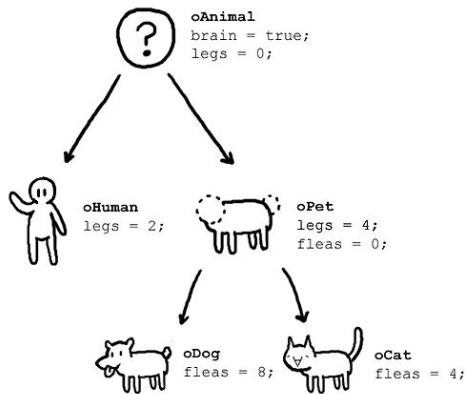 ?
oAnimal
brain = true;
legs = 0;
oHuman
legs = 2;
oPet
legs = 4;
fleas = 0;
oDog
fleas = 8;
oCat
fleas = 4;